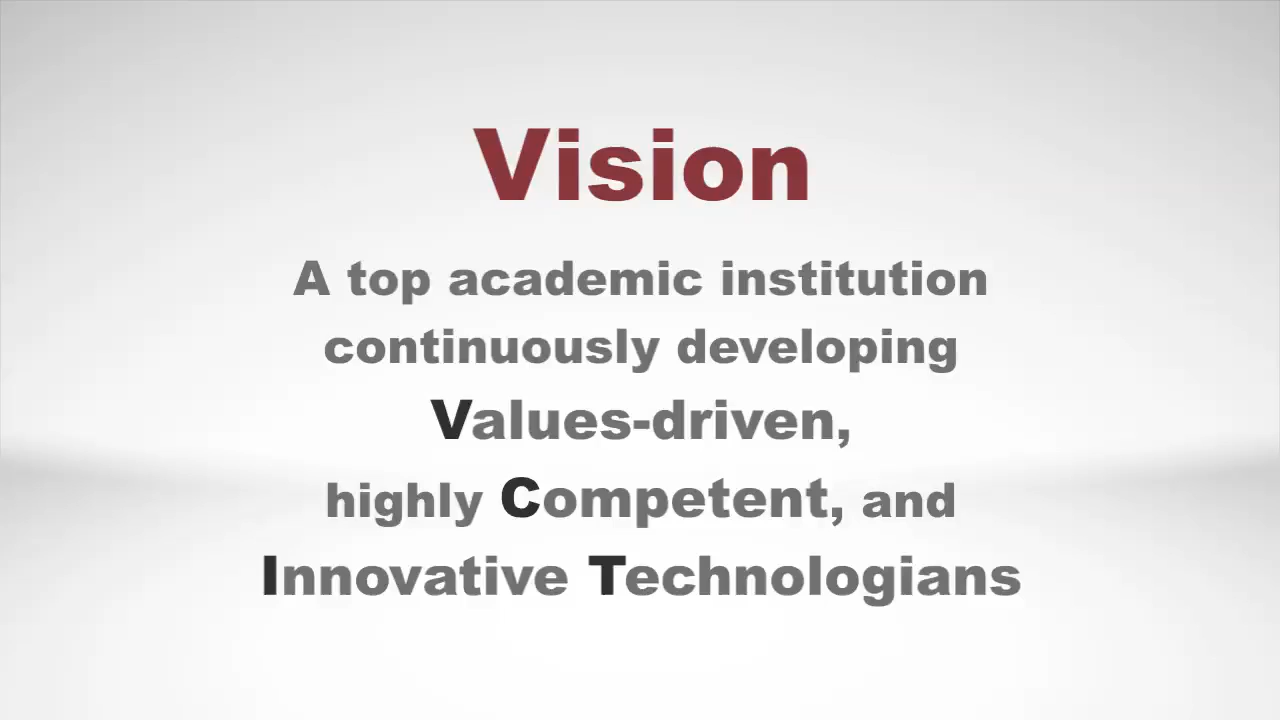 Vision
A top academic institution
continuously developing
Values-driven,
highly Competent, and
Innovative Technologians